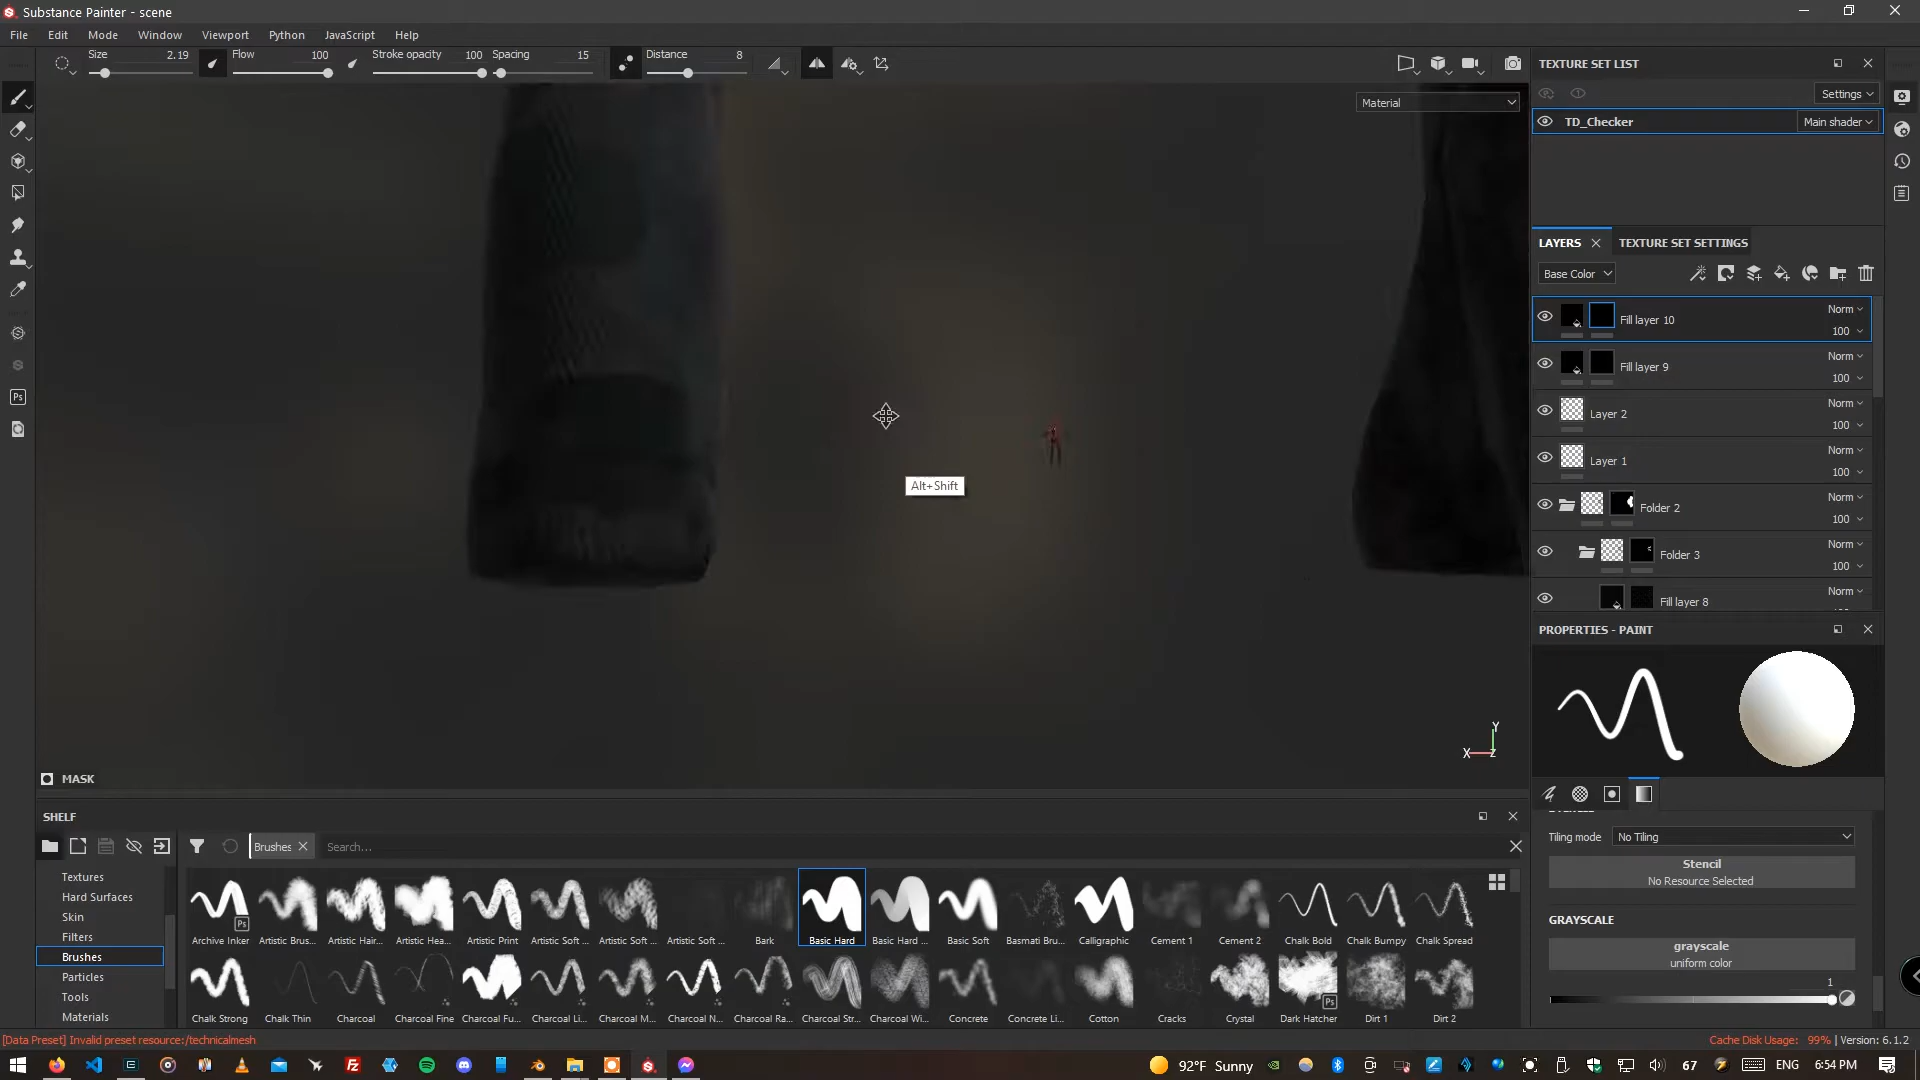 Substance Painter - scene
File Edit Mode Window Viewport Python JavaScript Help
Size 2.19 Flow 100 Stroke opacity 100 Spacing 15 Distance 8
Material
Alt+Shift
Y
X Z
MASK
TEXTURE SET LIST
Settings
TD_Checker Main shader
LAYERS TEXTURE SET SETTINGS
Base Color
Fill layer 10 Norm 100
Fill layer 9 Norm 100
Layer 2 Norm 100
Layer 1 Norm 100
Folder 2 Norm 100
Folder 3 Norm 100
Fill layer 8 Norm
PROPERTIES - PAINT
Tiling mode No Tiling
Stencil
No Resource Selected
GRAYSCALE
grayscale
uniform color
1
SHELF
Brushes Search...
Textures
Hard Surfaces
Skin
Filters
Brushes
Particles
Tools
Materials
Ps
Archive Inker Artistic Brus... Artistic Hair... Artistic Hea... Artistic Print Artistic Soft ... Artistic Soft ... Artistic Soft ... Bark Basic Hard Basic Hard ... Basic Soft Basmati Bru... Calligraphic Cement 1 Cement 2 Chalk Bold Chalk Bumpy Chalk Spread
Chalk Strong Chalk Thin Charcoal Charcoal Fine Charcoal Fu... Charcoal Li... Charcoal M... Charcoal N... Charcoal Ra... Charcoal Str... Charcoal Wi... Concrete Concrete Li... Cotton Cracks Crystal Dark Hatcher Dirt 1 Dirt 2
[Data Preset] Invalid preset resource:/technicalmesh
Cache Disk Usage: 99% | Version: 6.1.2
92°F Sunny 67 ENG 6:54 PM